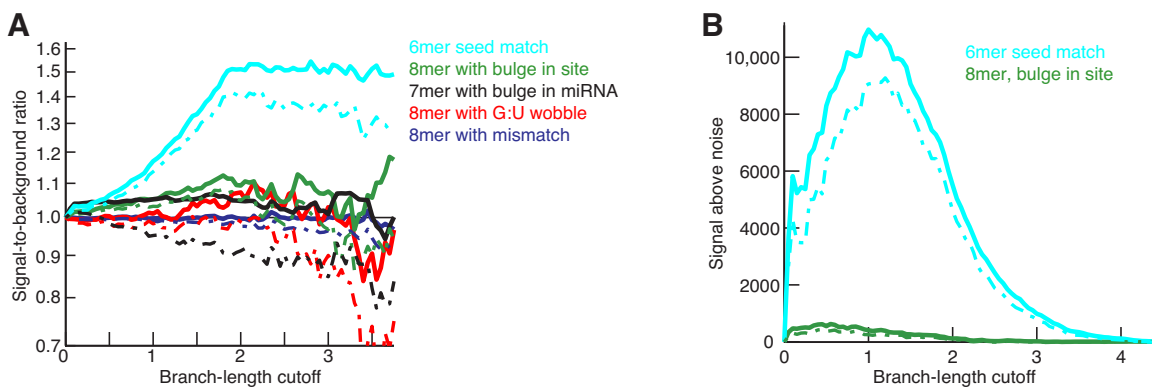 A
Signal-to-background ratio
1.6
1.5
1.4
1.3
1.2
1.1
1.0
0.9
0.8
0.7
0
1
2
3
Branch-length cutoff
6mer seed match
8mer with bulge in site
7mer with bulge in miRNA
8mer with G:U wobble
8mer with mismatch
B
Signal above noise
10,000
8000
6000
4000
2000
0
0
1
2
3
4
Branch-length cutoff
6mer seed match
8mer, bulge in site